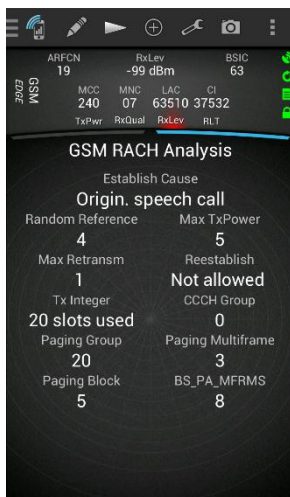 ARFCN RxLev BSIC
19 -99 dBm 63
GSM
EDGE
MCC MNC LAC CI
240 07 63510 37532
TxPwr RxQual RxLev RLT
GSM RACH Analysis
Establish Cause
Origin. speech call
Random Reference Max TxPower
4 5
Max Retransm Reestablish
1 Not allowed
Tx Integer CCCH Group
20 slots used 0
Paging Group Paging Multiframe
20 3
Paging Block BS_PA_MFRMS
5 8